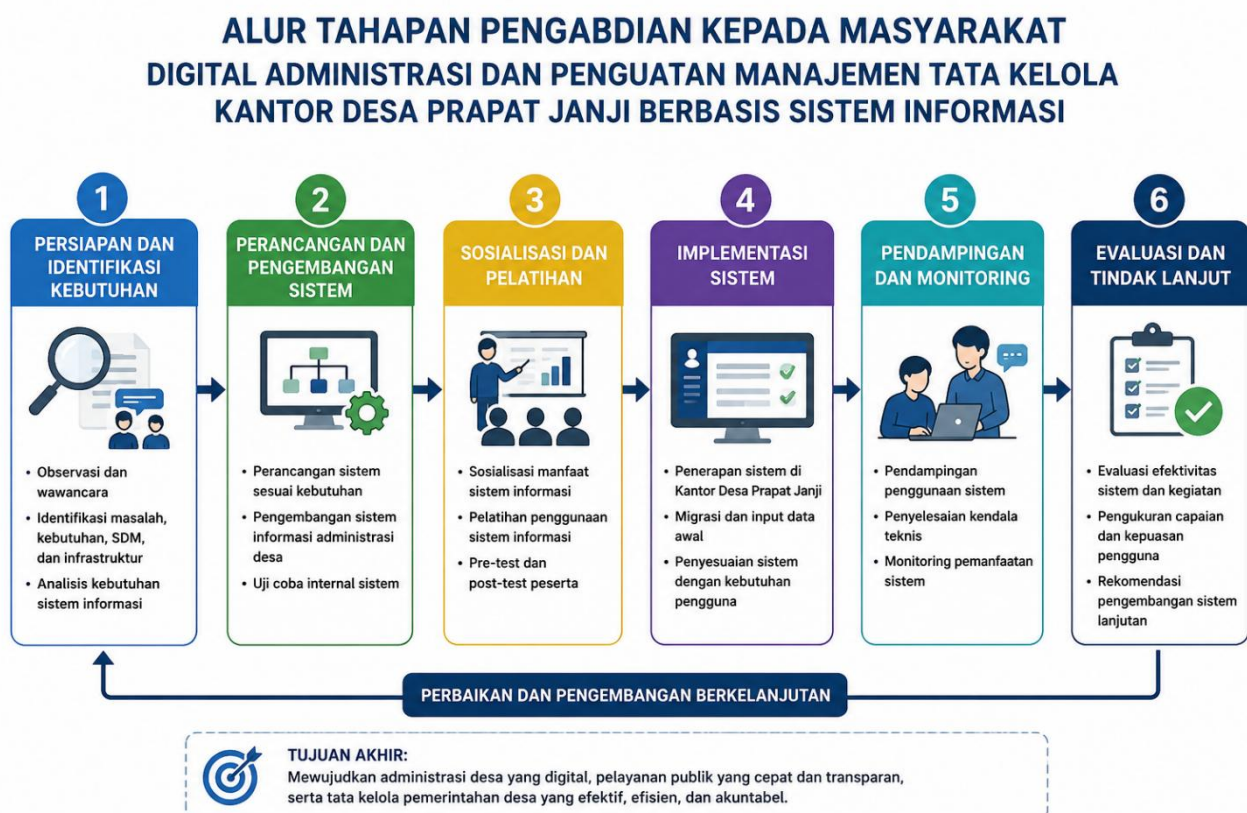 ALUR TAHAPAN PENGABDIAN KEPADA MASYARAKAT
DIGITAL ADMINISTRASI DAN PENGUATAN MANAJEMEN TATA KELOLA
KANTOR DESA PRAPAT JANJI BERBASIS SISTEM INFORMASI
1
PERSIAPAN DAN
IDENTIFIKASI
KEBUTUHAN
• Observasi dan
wawancara
• Identifikasi masalah,
kebutuhan, SDM,
dan infrastruktur
• Analisis kebutuhan
sistem informasi
2
PERANCANGAN DAN
PENGEMBANGAN
SISTEM
• Perancangan sistem
sesuai kebutuhan
• Pengembangan sistem
informasi administrasi
desa
• Uji coba internal sistem
3
SOSIALISASI DAN
PELATIHAN
• Sosialisasi manfaat
sistem informasi
• Pelatihan penggunaan
sistem informasi
• Pre-test dan
post-test peserta
4
IMPLEMENTASI
SISTEM
• Penerapan sistem di
Kantor Desa Prapat Janji
• Migrasi dan input data
awal
• Penyesuaian sistem
dengan kebutuhan
pengguna
5
PENDAMPINGAN
DAN MONITORING
• Pendampingan
penggunaan sistem
• Penyelesaian kendala
teknis
• Monitoring pemanfaatan
sistem
6
EVALUASI DAN
TINDAK LANJUT
• Evaluasi efektivitas
sistem dan kegiatan
• Pengukuran capaian
dan kepuasan
pengguna
• Rekomendasi
pengembangan sistem
lanjutan
PERBAIKAN DAN PENGEMBANGAN BERKELANJUTAN
TUJUAN AKHIR:
Mewujudkan administrasi desa yang digital, pelayanan publik yang cepat dan transparan,
serta tata kelola pemerintahan desa yang efektif, efisien, dan akuntabel.